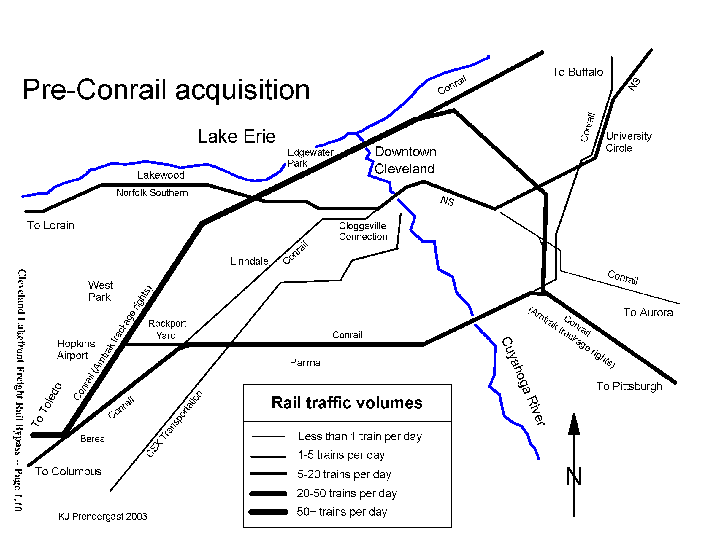 Pre-Conrail acquisition
To Buffalo
NS
Conrail
Conrail
University
Circle
Lake Erie
Edgewater
Park
Downtown
Cleveland
Lakewood
Norfolk Southern
NS
To Lorain
Cloggsville
Connection
Conrail
Linndale
Conrail
West
Park
Conrail (Amtrak trackage rights)
Rockport
Yard
Hopkins
Airport
Conrail
Parma
Conrail
(Amtrak trackage rights)
To Aurora
To Pittsburgh
Cuyahoga River
To Toledo
Conrail
CSX Transportation
Berea
To Columbus
Rail traffic volumes
Less than 1 train per day
1-5 trains per day
5-20 trains per day
20-50 trains per day
50+ trains per day
N
KJ Prendergast 2003
Cleveland Lakefront Freight Rail Bypass -- Page